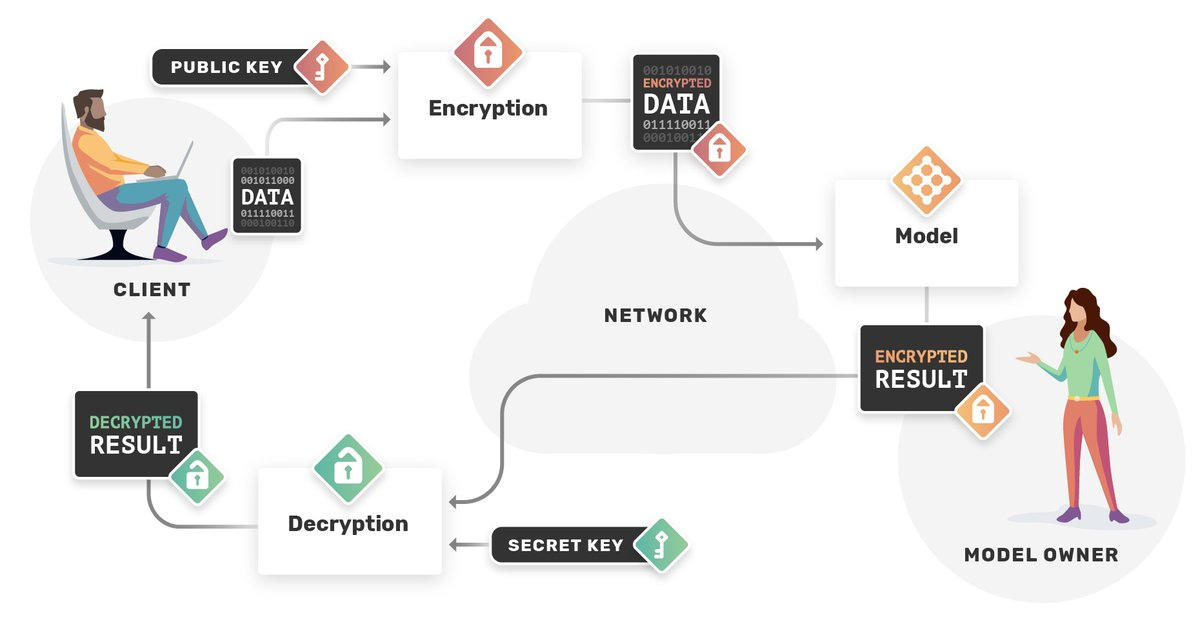 PUBLIC KEY
Encryption
001010010
ENCRYPTED
DATA
011110011
0001001
001010010
001011000
DATA
011110011
000100110
CLIENT
Model
NETWORK
ENCRYPTED
RESULT
DECRYPTED
RESULT
Decryption
SECRET KEY
MODEL OWNER